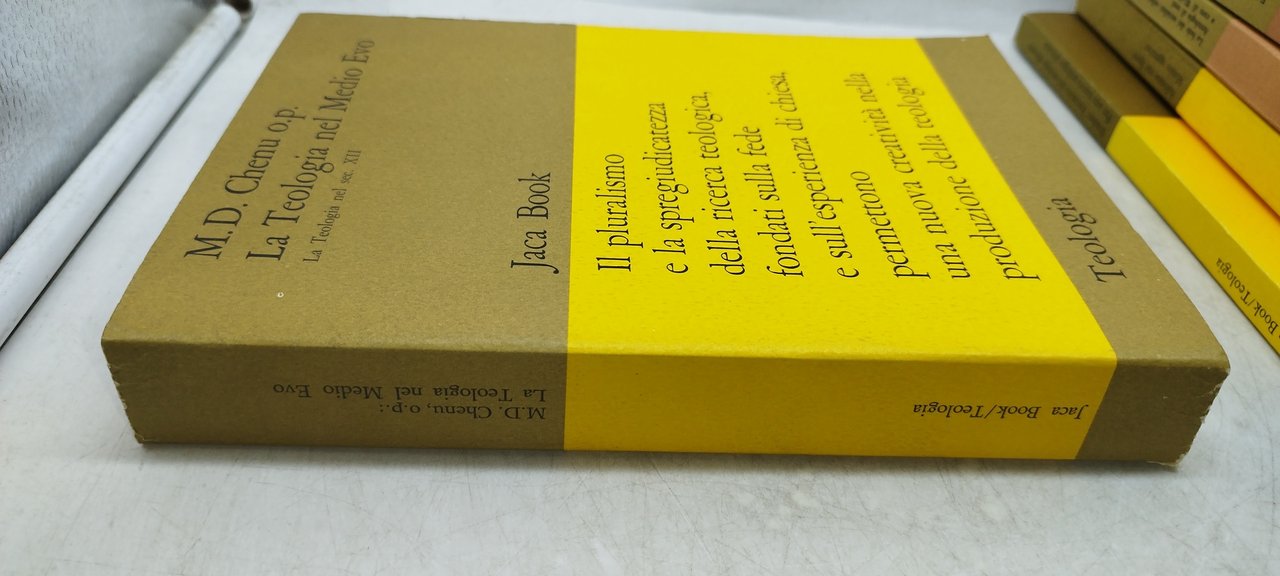 M.D. Chenu o.p.
La Teologia nel Medio Evo
La Teologia nel sec. XII
Jaca Book
Il pluralismo
e la spregiudicatezza
della ricerca teologica,
fondati sulla fede
e sull'esperienza di chiesa,
permettono
una nuova creatività nella
produzione della teologia
Teologia
M.D. Chenu, o.p.:
La Teologia nel Medio Evo
Jaca Book/Teologia
Book/Teologia